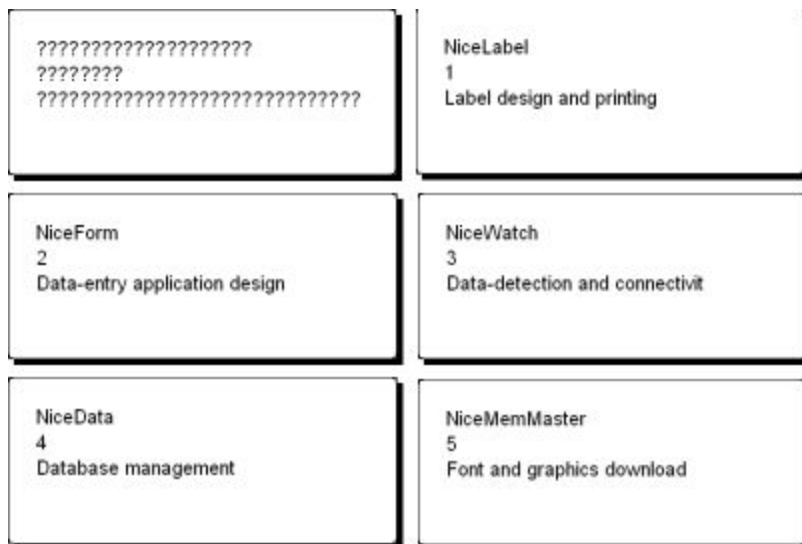 ????????????????????
????????
??????????????????????????????
NiceLabel
1
Label design and printing
NiceForm
2
Data-entry application design
NiceWatch
3
Data-detection and connectivit
NiceData
4
Database management
NiceMemMaster
5
Font and graphics download